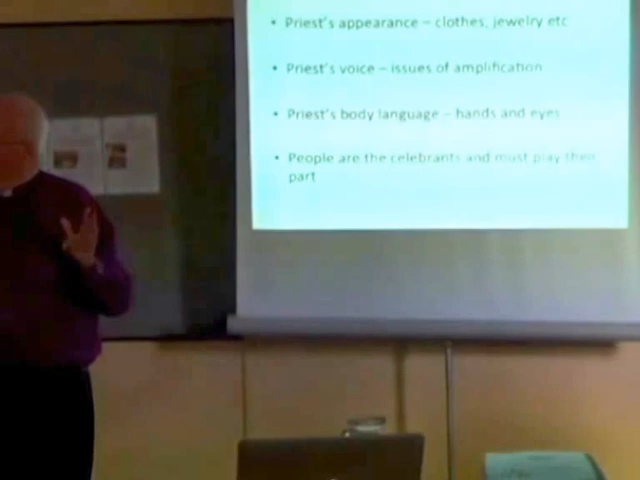 • Priest's appearance – clothes, jewelry etc
• Priest's voice – issues of amplification
• Priest's body language – hands and eyes
• People are the celebrants and must play their
part